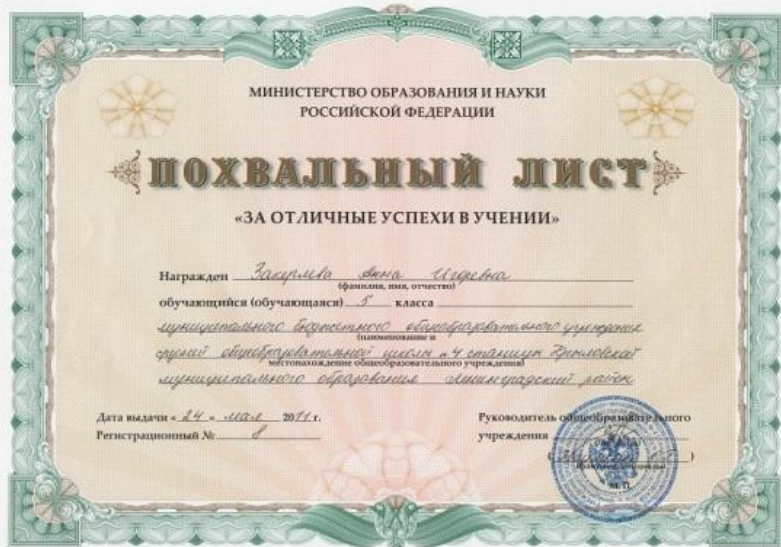 МИНИСТЕРСТВО ОБРАЗОВАНИЯ И НАУКИ
РОССИЙСКОЙ ФЕДЕРАЦИИ
ПОХВАЛЬНЫЙ ЛИСТ
«ЗА ОТЛИЧНЫЕ УСПЕХИ В УЧЕНИИ»
Награжден Анна Игоревна
(фамилия, имя, отчество)
обучающийся (обучающаяся) 5 класса
муниципального бюджетного общеобразовательного учреждения
(наименование и
средней общеобразовательной школы №4 станицы Крыловской
местонахождение общеобразовательного учреждения)
муниципального образования Ленинградский район
Дата выдачи « 24 » мая 2011 г.
Руководитель общеобразовательного
Регистрационный № 8
учреждения
М.П.